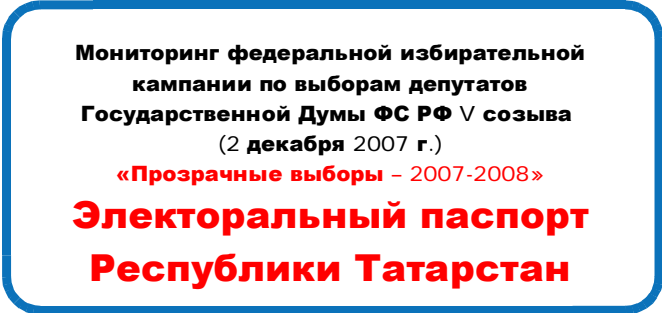 Мониторинг федеральной избирательной
кампании по выборам депутатов
Государственной Думы ФС РФ V созыва
(2 декабря 2007 г.)
«Прозрачные выборы – 2007-2008»
Электоральный паспорт
Республики Татарстан